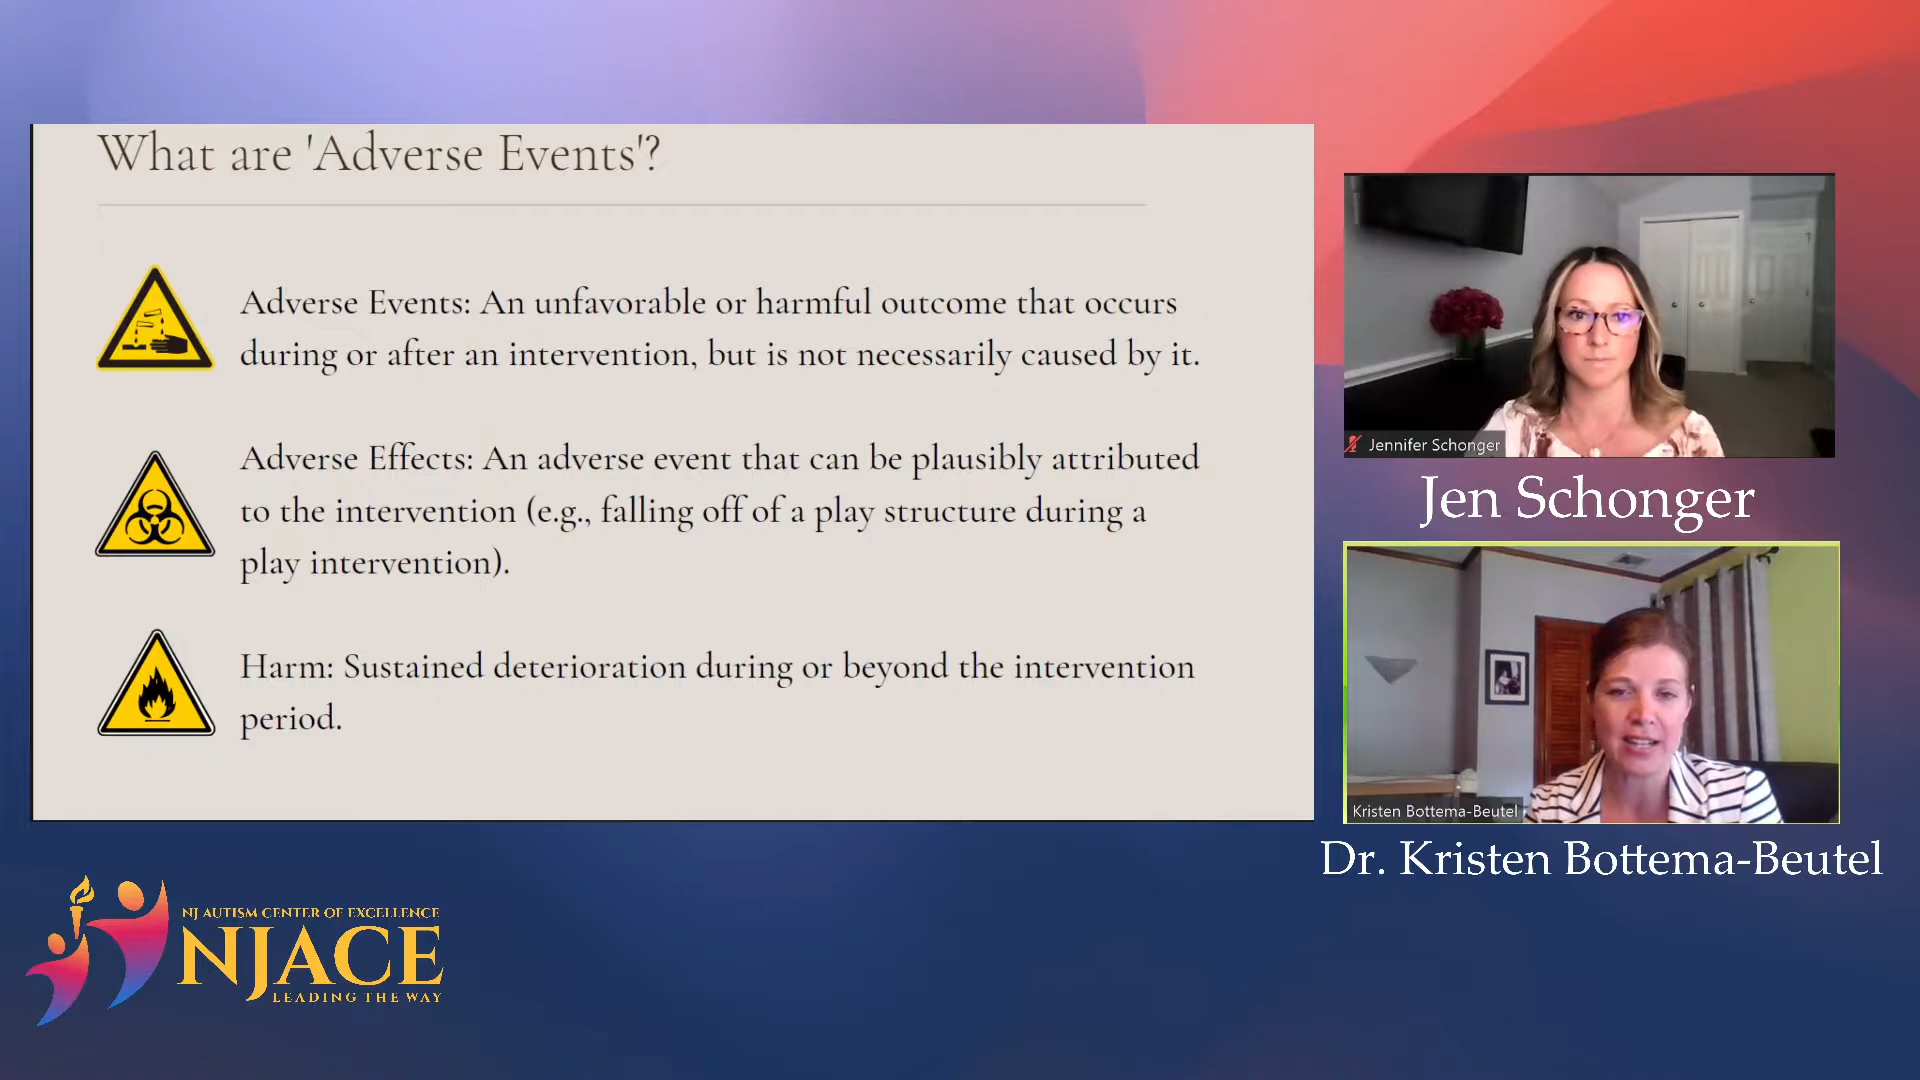 What are 'Adverse Events'?
Adverse Events: An unfavorable or harmful outcome that occurs
during or after an intervention, but is not necessarily caused by it.
Adverse Effects: An adverse event that can be plausibly attributed
to the intervention (e.g., falling off of a play structure during a
play intervention).
Harm: Sustained deterioration during or beyond the intervention
period.
Jennifer Schonger
Jen Schonger
Kristen Bottema-Beutel
Dr. Kristen Bottema-Beutel
NJ AUTISM CENTER OF EXCELLENCE
NJACE
LEADING THE WAY